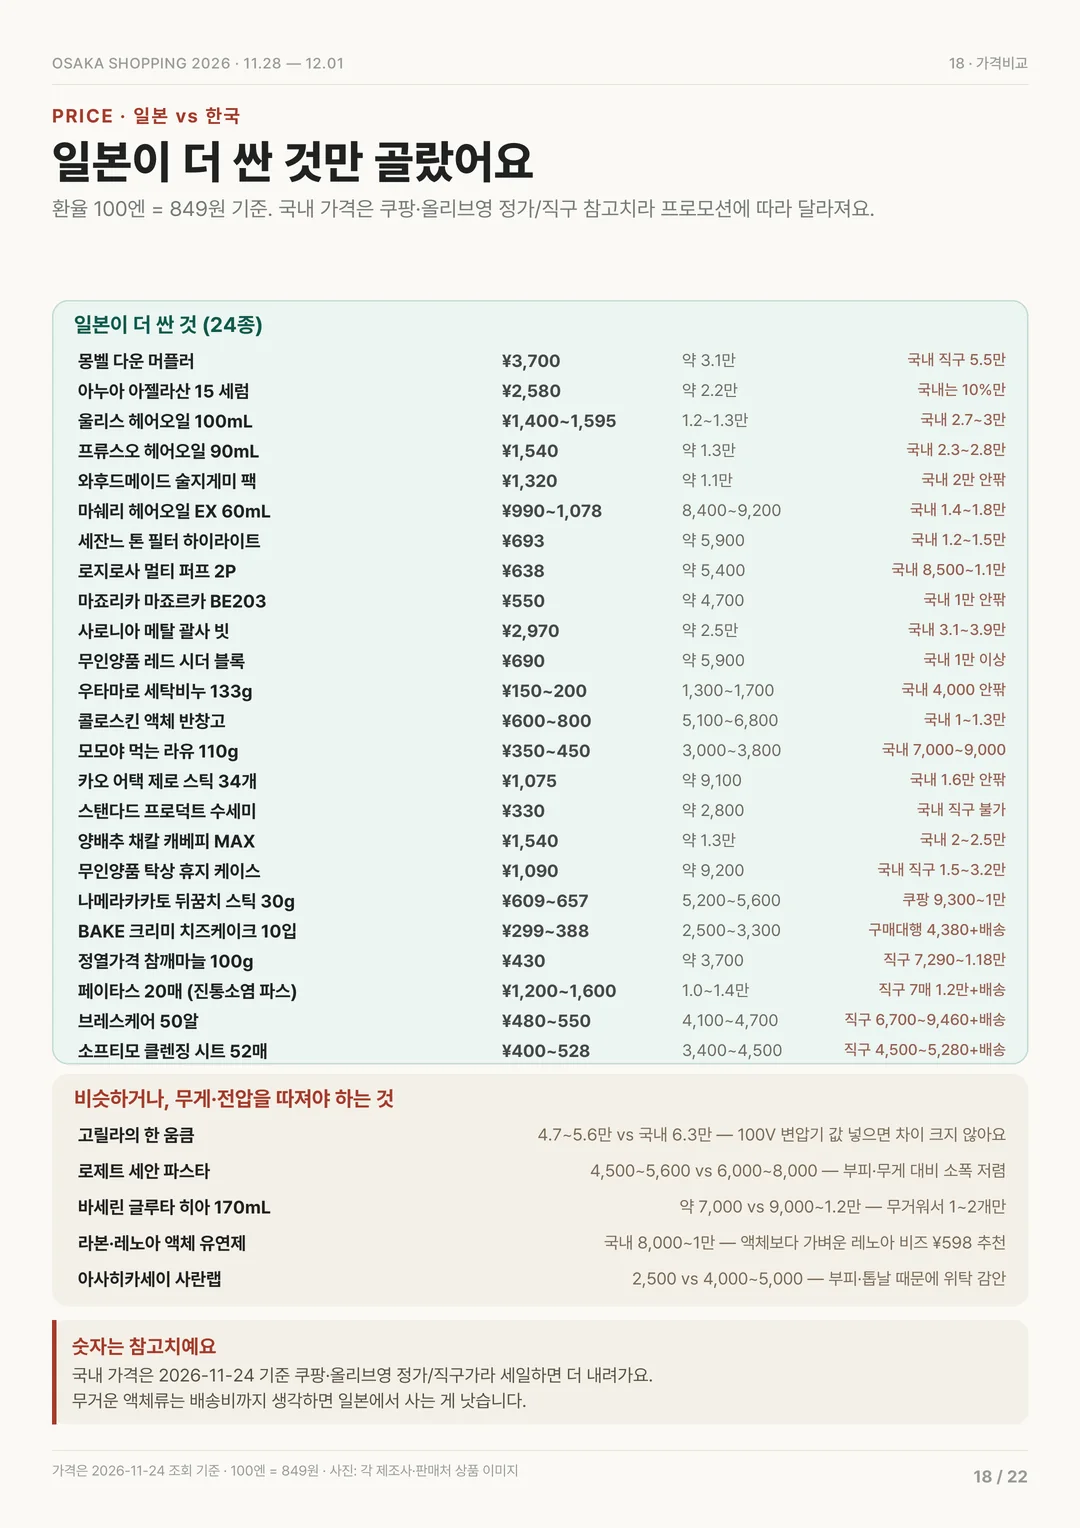 OSAKA SHOPPING 2026 · 11.28 — 12.01 18 · 가격비교
PRICE · 일본 vs 한국
일본이 더 싼 것만 골랐어요
환율 100엔 = 849원 기준. 국내 가격은 쿠팡·올리브영 정가/직구 참고치라 프로모션에 따라 달라져요.
일본이 더 싼 것 (24종)
몽벨 다운 머플러 ¥3,700 약 3.1만 국내 직구 5.5만
아누아 아젤라산 15 세럼 ¥2,580 약 2.2만 국내는 10%만
울리스 헤어오일 100mL ¥1,400~1,595 1.2~1.3만 국내 2.7~3만
프류스오 헤어오일 90mL ¥1,540 약 1.3만 국내 2.3~2.8만
와후드메이드 술지게미 팩 ¥1,320 약 1.1만 국내 2만 안팎
마쉐리 헤어오일 EX 60mL ¥990~1,078 8,400~9,200 국내 1.4~1.8만
세잔느 톤 필터 하이라이트 ¥693 약 5,900 국내 1.2~1.5만
로지로사 멀티 퍼프 2P ¥638 약 5,400 국내 8,500~1.1만
마죠리카 마죠르카 BE203 ¥550 약 4,700 국내 1만 안팎
사로니아 메탈 괄사 빗 ¥2,970 약 2.5만 국내 3.1~3.9만
무인양품 레드 시더 블록 ¥690 약 5,900 국내 1만 이상
우타마로 세탁비누 133g ¥150~200 1,300~1,700 국내 4,000 안팎
콜로스킨 액체 반창고 ¥600~800 5,100~6,800 국내 1~1.3만
모모야 먹는 라유 110g ¥350~450 3,000~3,800 국내 7,000~9,000
카오 어택 제로 스틱 34개 ¥1,075 약 9,100 국내 1.6만 안팎
스탠다드 프로덕트 수세미 ¥330 약 2,800 국내 직구 불가
양배추 채칼 캐베피 MAX ¥1,540 약 1.3만 국내 2~2.5만
무인양품 탁상 휴지 케이스 ¥1,090 약 9,200 국내 직구 1.5~3.2만
나메라카카토 뒤꿈치 스틱 30g ¥609~657 5,200~5,600 쿠팡 9,300~1만
BAKE 크리미 치즈케이크 10입 ¥299~388 2,500~3,300 구매대행 4,380+배송
정열가격 참깨마늘 100g ¥430 약 3,700 직구 7,290~1.18만
페이타스 20매 (진통소염 파스) ¥1,200~1,600 1.0~1.4만 직구 7매 1.2만+배송
브레스케어 50알 ¥480~550 4,100~4,700 직구 6,700~9,460+배송
소프티모 클렌징 시트 52매 ¥400~528 3,400~4,500 직구 4,500~5,280+배송
비슷하거나, 무게·전압을 따져야 하는 것
고릴라의 한 움큼 4.7~5.6만 vs 국내 6.3만 — 100V 변압기 값 넣으면 차이 크지 않아요
로제트 세안 파스타 4,500~5,600 vs 6,000~8,000 — 부피·무게 대비 소폭 저렴
바세린 글루타 히아 170mL 약 7,000 vs 9,000~1.2만 — 무거워서 1~2개만
라본·레노아 액체 유연제 국내 8,000~1만 — 액체보다 가벼운 레노아 비즈 ¥598 추천
아사히카세이 사란랩 2,500 vs 4,000~5,000 — 부피·톱날 때문에 위탁 감안
숫자는 참고치예요
국내 가격은 2026-11-24 기준 쿠팡·올리브영 정가/직구가라 세일하면 더 내려가요.
무거운 액체류는 배송비까지 생각하면 일본에서 사는 게 낫습니다.
가격은 2026-11-24 조회 기준 · 100엔 = 849원 · 사진: 각 제조사·판매처 상품 이미지 18 / 22